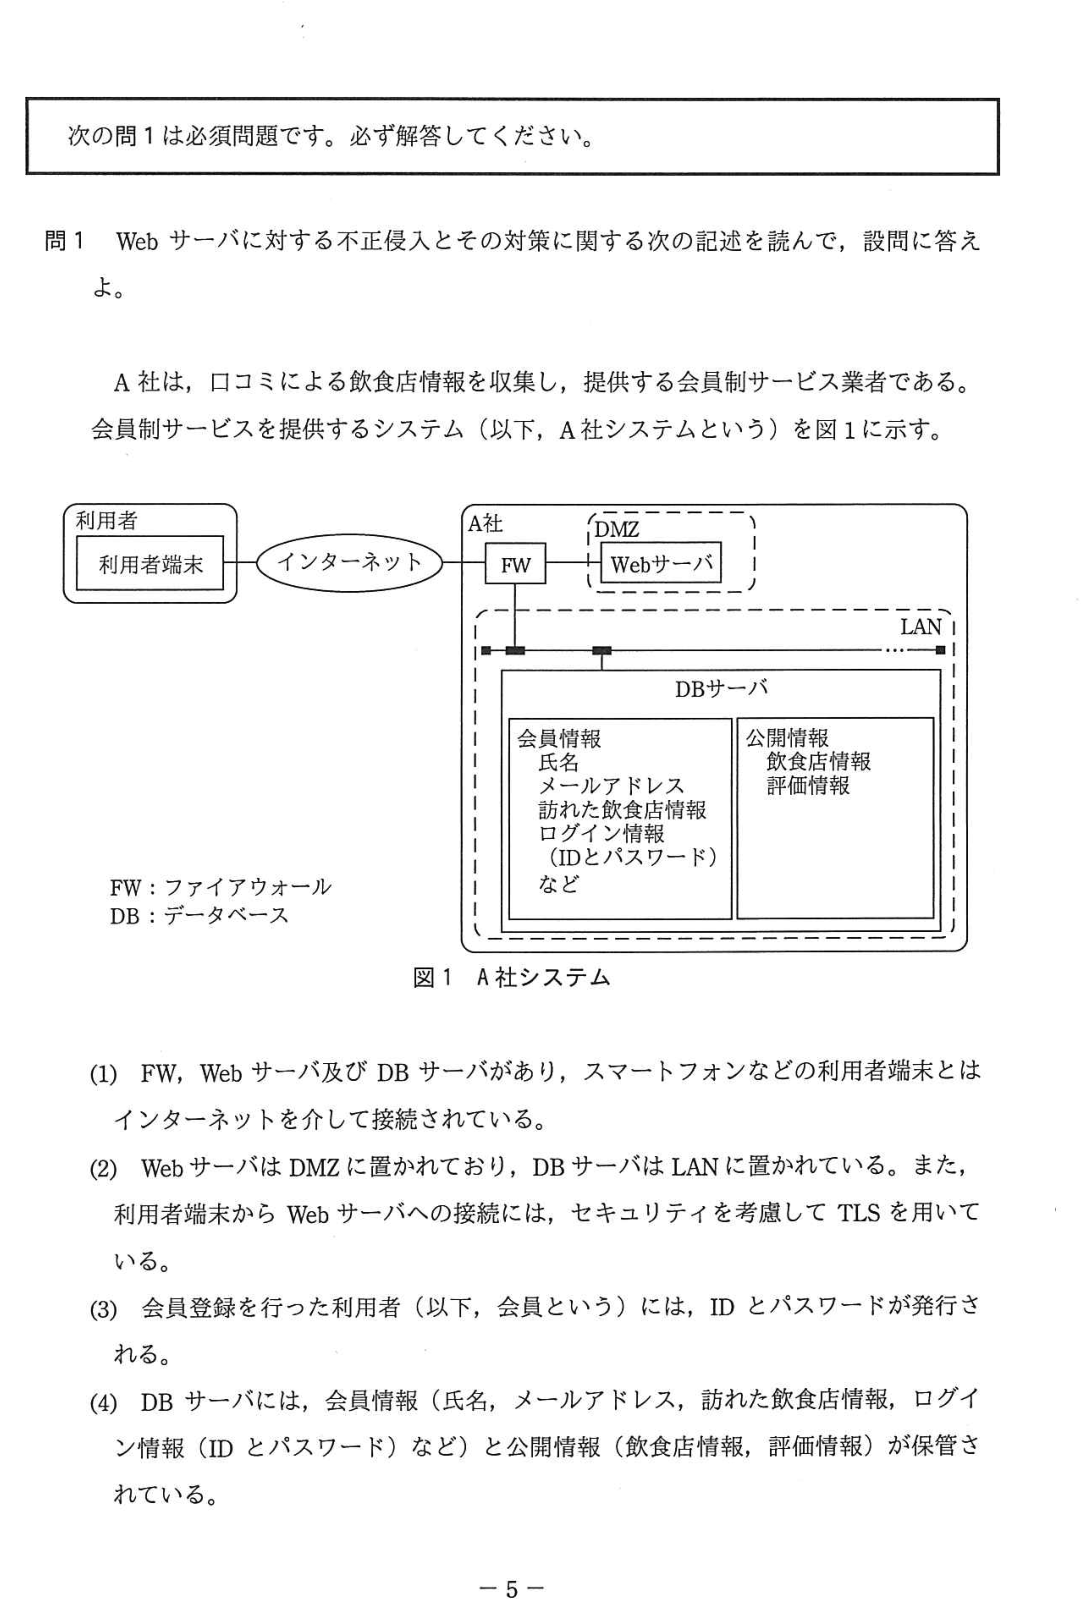 次の問1は必須問題です。必ず解答してください。
問1 Web サーバに対する不正侵入とその対策に関する次の記述を読んで，設問に答え
よ。
A 社は，口コミによる飲食店情報を収集し，提供する会員制サービス業者である。
会員制サービスを提供するシステム（以下，A 社システムという）を図1に示す。
利用者
利用者端末
インターネット
A社
FW
DMZ
Webサーバ
LAN
…
DBサーバ
会員情報
氏名
メールアドレス
訪れた飲食店情報
ログイン情報
（IDとパスワード）
など
公開情報
飲食店情報
評価情報
FW：ファイアウォール
DB：データベース
図1 A 社システム
(1) FW，Web サーバ及び DB サーバがあり，スマートフォンなどの利用者端末とは
インターネットを介して接続されている。
(2) Web サーバは DMZ に置かれており，DB サーバは LAN に置かれている。また，
利用者端末から Web サーバへの接続には，セキュリティを考慮して TLS を用いて
いる。
(3) 会員登録を行った利用者（以下，会員という）には，ID とパスワードが発行さ
れる。
(4) DB サーバには，会員情報（氏名，メールアドレス，訪れた飲食店情報，ログイ
ン情報（ID とパスワード）など）と公開情報（飲食店情報，評価情報）が保管さ
れている。
－ 5 －